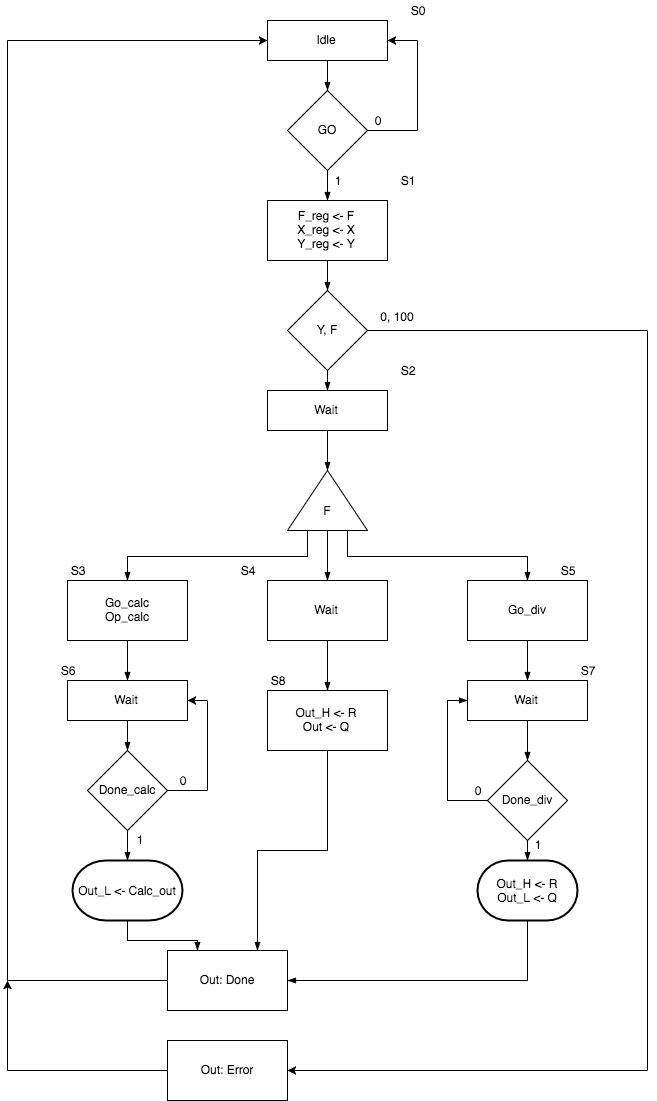 S0
Idle
GO
0
1
S1
F_reg <- F
X_reg <- X
Y_reg <- Y
0, 100
Y, F
S2
Wait
F
S3
S4
S5
Go_calc
Op_calc
Wait
Go_div
S6
S8
S7
Wait
Out_H <- R
Out <- Q
Wait
Done_calc
0
0
Done_div
1
1
Out_L <- Calc_out
Out_H <- R
Out_L <- Q
Out: Done
Out: Error